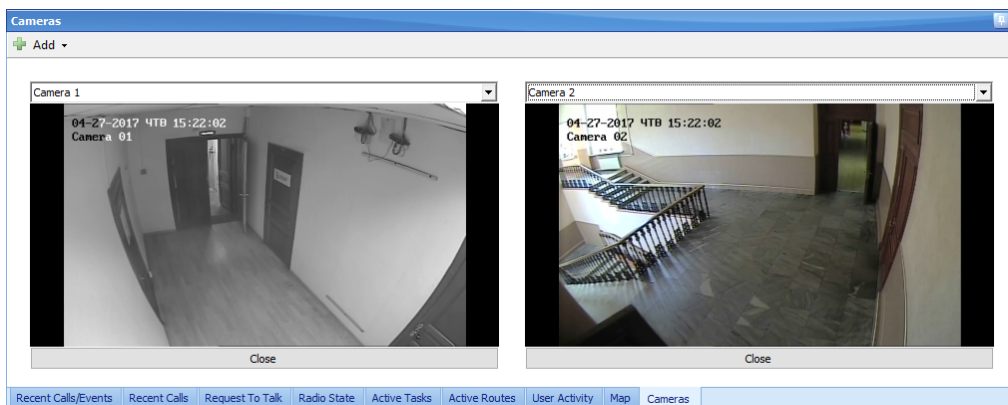 Cameras
Add
Camera 1
Camera 2
04-27-2017 ЧТВ 15:22:02
Camera 01
04-27-2017 ЧТВ 15:22:02
Camera 02
Close
Close
Recent Calls/Events
Recent Calls
Request To Talk
Radio State
Active Tasks
Active Routes
User Activity
Map
Cameras